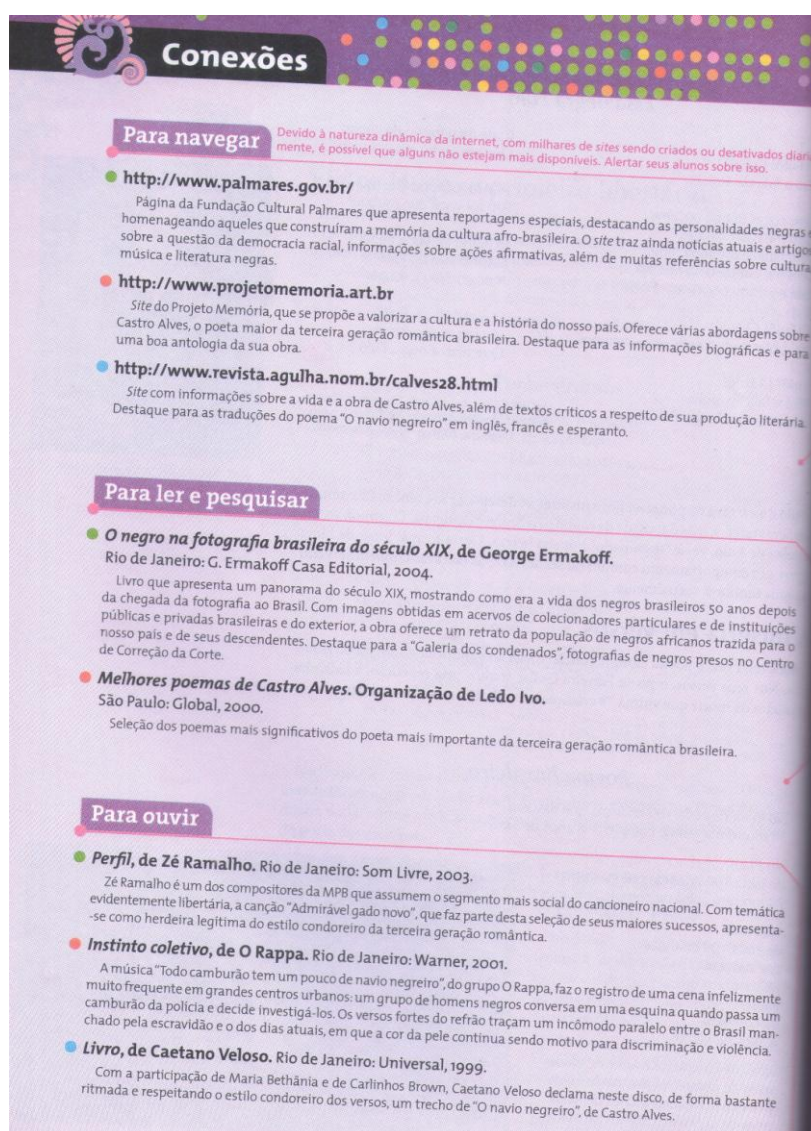 Conexões
Para navegar
Devido à natureza dinâmica da internet, com milhares de sites sendo criados ou desativados diaria
mente, é possível que alguns não estejam mais disponíveis. Alertar seus alunos sobre isso.
http://www.palmares.gov.br/
Página da Fundação Cultural Palmares que apresenta reportagens especiais, destacando as personalidades negras e
homenageando aqueles que construíram a memória da cultura afro-brasileira. O site traz ainda notícias atuais e artigos
sobre a questão da democracia racial, informações sobre ações afirmativas, além de muitas referências sobre cultura
música e literatura negras.
http://www.projetomemoria.art.br
Site do Projeto Memória, que se propõe a valorizar a cultura e a história do nosso país. Oferece várias abordagens sobre
Castro Alves, o poeta maior da terceira geração romântica brasileira. Destaque para as informações biográficas e para
uma boa antologia da sua obra.
http://www.revista.agulha.nom.br/calves28.html
Site com informações sobre a vida e a obra de Castro Alves, além de textos críticos a respeito de sua produção literária.
Destaque para as traduções do poema "O navio negreiro" em inglês, francês e esperanto.
Para ler e pesquisar
O negro na fotografia brasileira do século XIX, de George Ermakoff.
Rio de Janeiro: G. Ermakoff Casa Editorial, 2004.
Livro que apresenta um panorama do século XIX, mostrando como era a vida dos negros brasileiros 50 anos depois
da chegada da fotografia ao Brasil. Com imagens obtidas em acervos de colecionadores particulares e de instituições
públicas e privadas brasileiras e do exterior, a obra oferece um retrato da população de negros africanos trazida para o
nosso país e de seus descendentes. Destaque para a "Galeria dos condenados", fotografias de negros presos no Centro
de Correção da Corte.
Melhores poemas de Castro Alves. Organização de Ledo Ivo.
São Paulo: Global, 2000.
Seleção dos poemas mais significativos do poeta mais importante da terceira geração romântica brasileira.
Para ouvir
Perfil, de Zé Ramalho. Rio de Janeiro: Som Livre, 2003.
Zé Ramalho é um dos compositores da MPB que assumem o segmento mais social do cancioneiro nacional. Com temática
evidentemente libertária, a canção "Admirável gado novo", que faz parte desta seleção de seus maiores sucessos, apresenta-
-se como herdeira legítima do estilo condoreiro da terceira geração romântica.
Instinto coletivo, de O Rappa. Rio de Janeiro: Warner, 2001.
A música "Todo camburão tem um pouco de navio negreiro", do grupo O Rappa, faz o registro de uma cena infelizmente
muito frequente em grandes centros urbanos: um grupo de homens negros conversa em uma esquina quando passa um
camburão da polícia e decide investigá-los. Os versos fortes do refrão traçam um incômodo paralelo entre o Brasil man-
chado pela escravidão e o dos dias atuais, em que a cor da pele continua sendo motivo para discriminação e violência.
Livro, de Caetano Veloso. Rio de Janeiro: Universal, 1999.
Com a participação de Maria Bethânia e de Carlinhos Brown, Caetano Veloso declama neste disco, de forma bastante
ritmada e respeitando o estilo condoreiro dos versos, um trecho de "O navio negreiro", de Castro Alves.